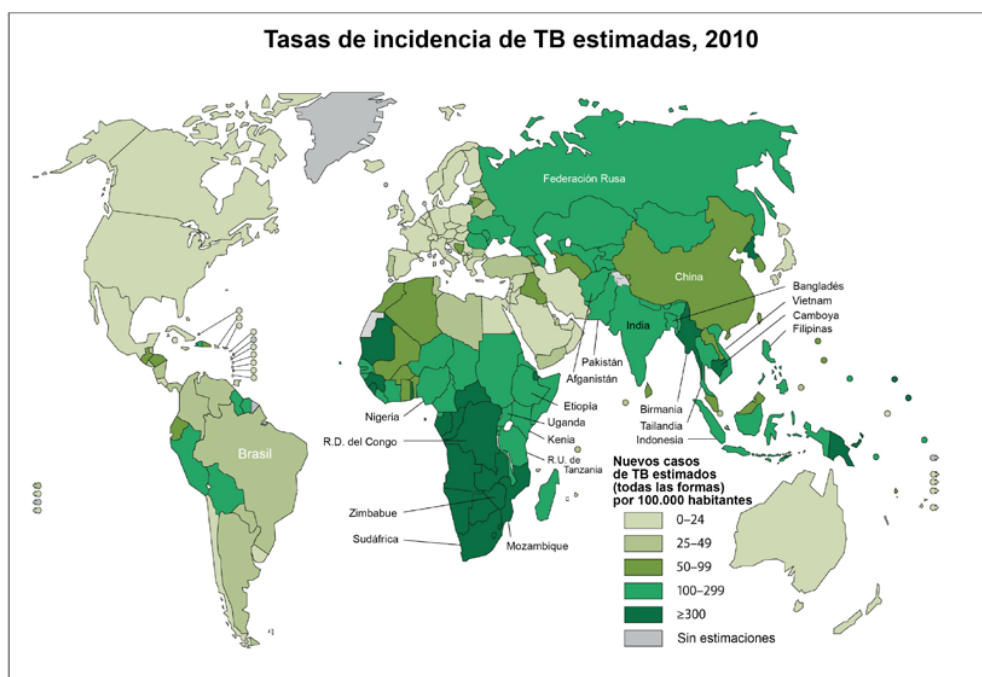 Tasas de incidencia de TB estimadas, 2010
Federación Rusa
China
Bangladés
Vietnam
Camboya
Filipinas
India
Pakistán
Afganistán
Etiopía
Uganda
Kenia
R.U. de
Tanzania
Nigeria
R.D. del Congo
Birmania
Tailandia
Indonesia
Brasil
Zimbabue
Sudáfrica
Mozambique
Nuevos casos
de TB estimados
(todas las formas)
por 100.000 habitantes
0–24
25–49
50–99
100–299
≥300
Sin estimaciones